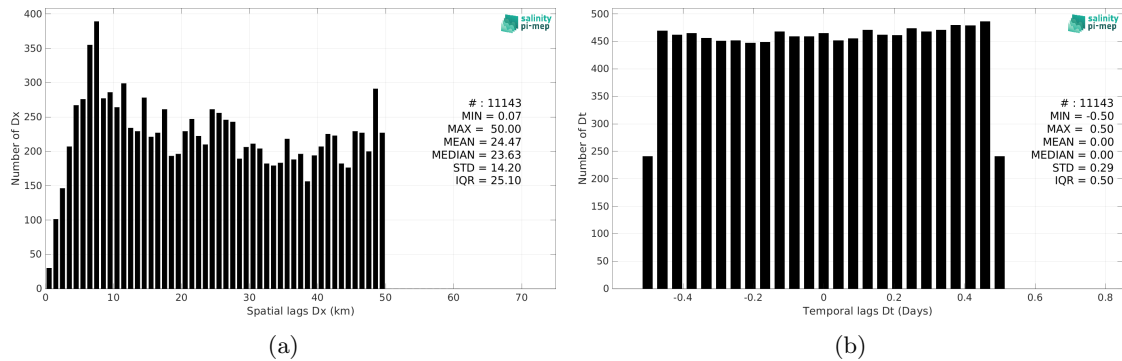 salinity
pi-mep
400
350
300
250
200
150
100
50
0
Number of Dx
# : 11143
MIN = 0.07
MAX = 50.00
MEAN = 24.47
MEDIAN = 23.63
STD = 14.20
IQR = 25.10
0 10 20 30 40 50 60 70
Spatial lags Dx (km)
(a)
salinity
pi-mep
500
450
400
350
300
250
200
150
100
50
0
Number of Dt
# : 11143
MIN = -0.50
MAX = 0.50
MEAN = 0.00
MEDIAN = 0.00
STD = 0.29
IQR = 0.50
-0.4 -0.2 0 0.2 0.4 0.6 0.8
Temporal lags Dt (Days)
(b)